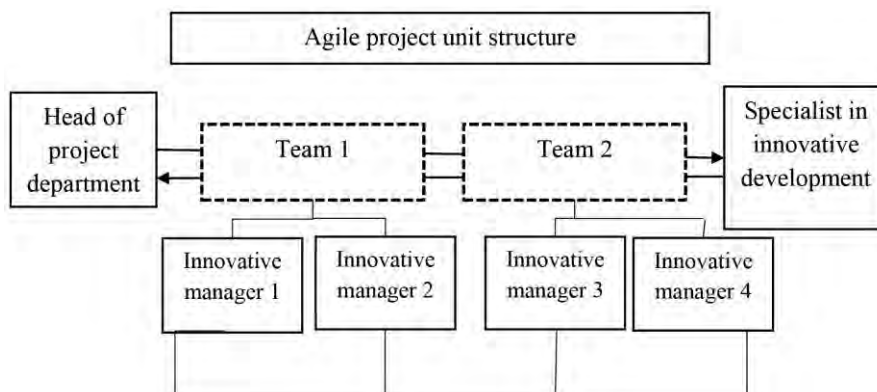 Agile project unit structure
Head of
project
department
Team 1
Team 2
Specialist in
innovative
development
Innovative
manager 1
Innovative
manager 2
Innovative
manager 3
Innovative
manager 4